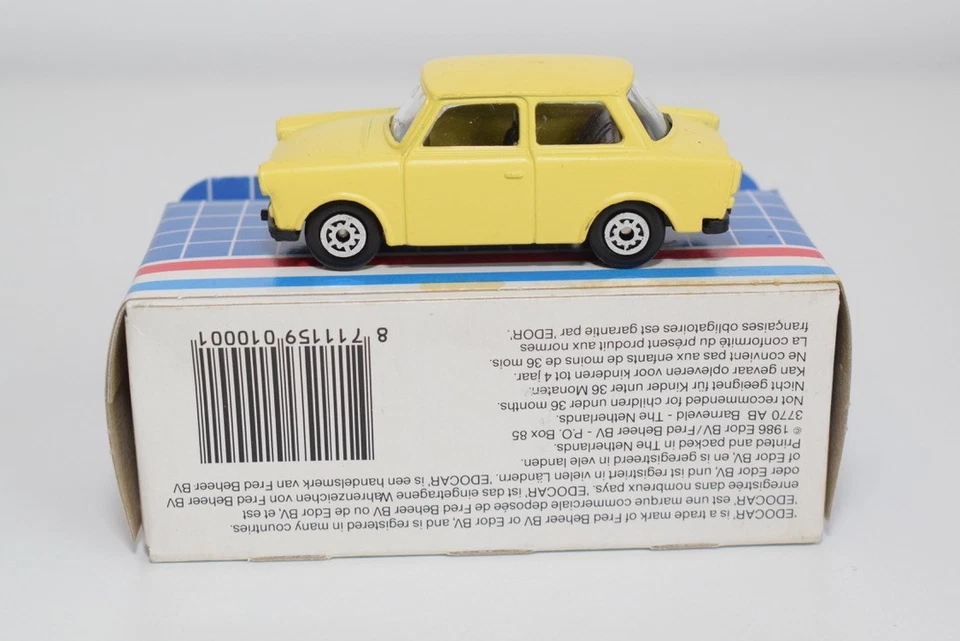 'EDOCAR' is a trade mark of Fred Beheer BV or Edor BV, and is registered in many countries.
'EDOCAR' est une marque commerciale déposée de Fred Beheer BV ou de Edor BV, et est
enregistrée dans nombreux pays. 'EDOCAR' ist das eingetragene Wahrenzeichen von Fred Beheer BV
oder Edor BV, und ist registriert in vielen Ländern. 'EDOCAR' is een handelsmerk van Fred Beheer BV
of Edor BV, en is geregistreerd in vele landen.
Printed and packed in The Netherlands.
© 1986 Edor BV/Fred Beheer BV - P.O. Box 85
3770 AB Barneveld - The Netherlands.
Not recommended for children under 36 months.
Nicht geeignet für Kinder unter 36 Monaten.
Kan gevaar opleveren voor kinderen tot 4 jaar.
Ne convient pas aux enfants de moins de 36 mois.
La conformité du présent produit aux normes
françaises obligatoires est garantie par 'EDOR'.
8 711159 010001